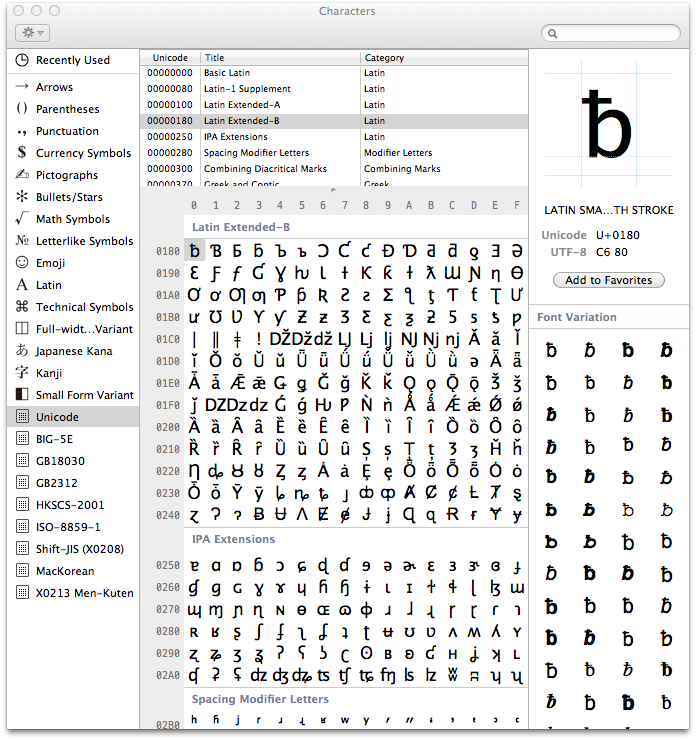 Characters
Recently Used
Arrows
Parentheses
Punctuation
$ Currency Symbols
Pictographs
Bullets/Stars
√ Math Symbols
№ Letterlike Symbols
Emoji
A Latin
⌘ Technical Symbols
Full-widt…Variant
あ Japanese Kana
字 Kanji
Small Form Variant
Unicode
BIG-5E
GB18030
GB2312
HKSCS-2001
ISO-8859-1
Shift-JIS (X0208)
MacKorean
X0213 Men-Kuten
Unicode Title Category
00000000 Basic Latin Latin
00000080 Latin-1 Supplement Latin
00000100 Latin Extended-A Latin
00000180 Latin Extended-B Latin
00000250 IPA Extensions Latin
000002B0 Spacing Modifier Letters Modifier Letters
00000300 Combining Diacritical Marks Combining Marks
00000370 Greek and Coptic Greek
0 1 2 3 4 5 6 7 8 9 A B C D E F
Latin Extended-B
0180 ƀ Ɓ Ƃ ƃ Ƅ ƅ Ɔ Ƈ ƈ Ɖ Ɗ Ƌ ƌ ƍ Ǝ Ə
0190 Ɛ Ƒ ƒ Ɠ Ɣ ƕ Ɩ Ɨ Ƙ ƙ ƚ ƛ Ɯ Ɲ ƞ Ɵ
01A0 Ơ ơ Ƣ ƣ Ƥ ƥ Ʀ Ƨ ƨ Ʃ ƪ ƫ Ƭ ƭ Ʈ Ư
01B0 ư Ʊ Ʋ Ƴ ƴ Ƶ ƶ Ʒ Ƹ ƹ ƺ ƻ Ƽ ƽ ƾ ƿ
01C0 ǀ ǁ ǂ ǃ Ǆ ǅ ǆ Ǉ ǈ ǉ Ǌ ǋ ǌ Ǎ ǎ Ǐ
01D0 ǐ Ǒ ǒ Ǔ ǔ Ǖ ǖ Ǘ ǘ Ǚ ǚ Ǜ ǜ ǝ Ǟ ǟ
01E0 Ǡ ǡ Ǣ ǣ Ǥ ǥ Ǧ ǧ Ǩ ǩ Ǫ ǫ Ǭ ǭ Ǯ ǯ
01F0 ǰ Ǳ ǲ ǳ Ǵ ǵ Ƕ Ƿ Ǹ ǹ Ǻ ǻ Ǽ ǽ Ǿ ǿ
0200 Ȁ ȁ Ȃ ȃ Ȅ ȅ Ȇ ȇ Ȉ ȉ Ȋ ȋ Ȍ ȍ Ȏ ȏ
0210 Ȑ ȑ Ȓ ȓ Ȕ ȕ Ȗ ȗ Ș ș Ț ț Ȝ ȝ Ȟ ȟ
0220 Ƞ ȡ Ȣ ȣ Ȥ ȥ Ȧ ȧ Ȩ ȩ Ȫ ȫ Ȭ ȭ Ȯ ȯ
0230 Ȱ ȱ Ȳ ȳ ȴ ȵ ȶ ȷ ȸ ȹ Ⱥ Ȼ ȼ Ƚ Ⱦ ȿ
0240 ɀ Ɂ ɂ Ƀ Ʉ Ʌ Ɇ ɇ Ɉ ɉ Ɋ ɋ Ɍ ɍ Ɏ ɏ
IPA Extensions
0250 ɐ ɑ ɒ ɓ ɔ ɕ ɖ ɗ ɘ ə ɚ ɛ ɜ ɝ ɞ ɟ
0260 ɠ ɡ ɢ ɣ ɤ ɥ ɦ ɧ ɨ ɩ ɪ ɫ ɬ ɭ ɮ ɯ
0270 ɰ ɱ ɲ ɳ ɴ ɵ ɶ ɷ ɸ ɹ ɺ ɻ ɼ ɽ ɾ ɿ
0280 ʀ ʁ ʂ ʃ ʄ ʅ ʆ ʇ ʈ ʉ ʊ ʋ ʌ ʍ ʎ ʏ
0290 ʐ ʑ ʒ ʓ ʔ ʕ ʖ ʗ ʘ ʙ ʚ ʛ ʜ ʝ ʞ ʟ
02A0 ʠ ʡ ʢ ʣ ʤ ʥ ʦ ʧ ʨ ʩ ʪ ʫ ʬ ʭ ʮ ʯ
Spacing Modifier Letters
02B0 ʰ ʱ ʲ ʳ ʴ ʵ ʶ ʷ ʸ ʹ ʺ ʻ ʼ ʽ ʾ ʿ
ƀ
LATIN SMA…TH STROKE
Unicode U+0180
UTF-8 C6 80
Add to Favorites
Font Variation
ƀ ƀ ƀ ƀ
ƀ ƀ ƀ ƀ
ƀ ƀ ƀ ƀ
ƀ ƀ ƀ ƀ
ƀ ƀ ƀ ƀ
ƀ ƀ ƀ ƀ
ƀ ƀ ƀ ƀ
ƀ ƀ ƀ ƀ
ƀ ƀ ƀ ƀ
ƀ ƀ ƀ ƀ
ƀ ƀ ƀ ƀ
ƀ ƀ ƀ ƀ